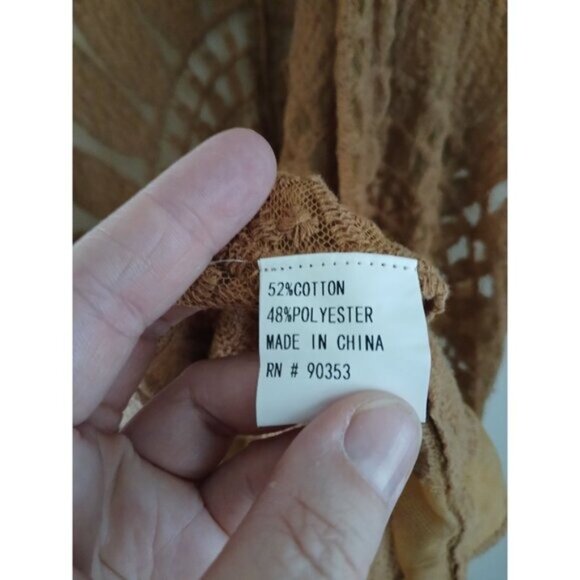 52%COTTON
48%POLYESTER
MADE IN CHINA
RN # 90353